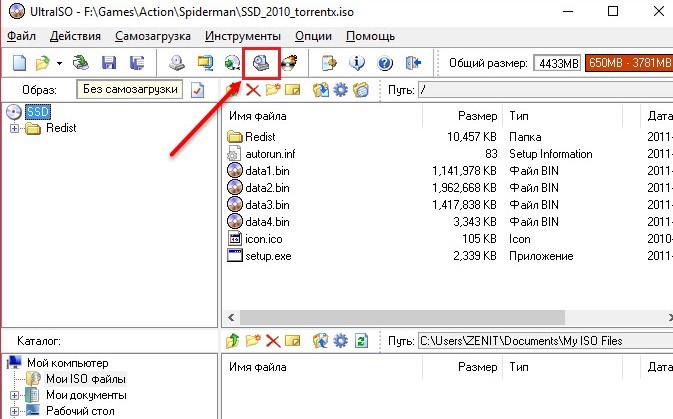 UltraISO - F:\Games\Action\Spiderman\SSD_2010_torrentx.iso
Файл Действия Самозагрузка Инструменты Опции Помощь
Общий размер: 4433MB 650MB - 3781MB
Образ: Без самозагрузки Путь: /
SSD
Redist
Имя файла Размер Тип Дата
Redist 10,457 KB Папка 2011-
autorun.inf 83 Setup Information 2011-
data1.bin 1,141,978 KB Файл BIN 2011-
data2.bin 1,962,668 KB Файл BIN 2011-
data3.bin 1,417,838 KB Файл BIN 2011-
data4.bin 3,343 KB Файл BIN 2011-
icon.ico 105 KB Icon 2010-
setup.exe 2,339 KB Приложение 2011-
Каталог: Путь: C:\Users\ZENIT\Documents\My ISO Files
Мой компьютер
Мои ISO файлы
Мои документы
Рабочий стол
Имя файла Размер Тип Дата